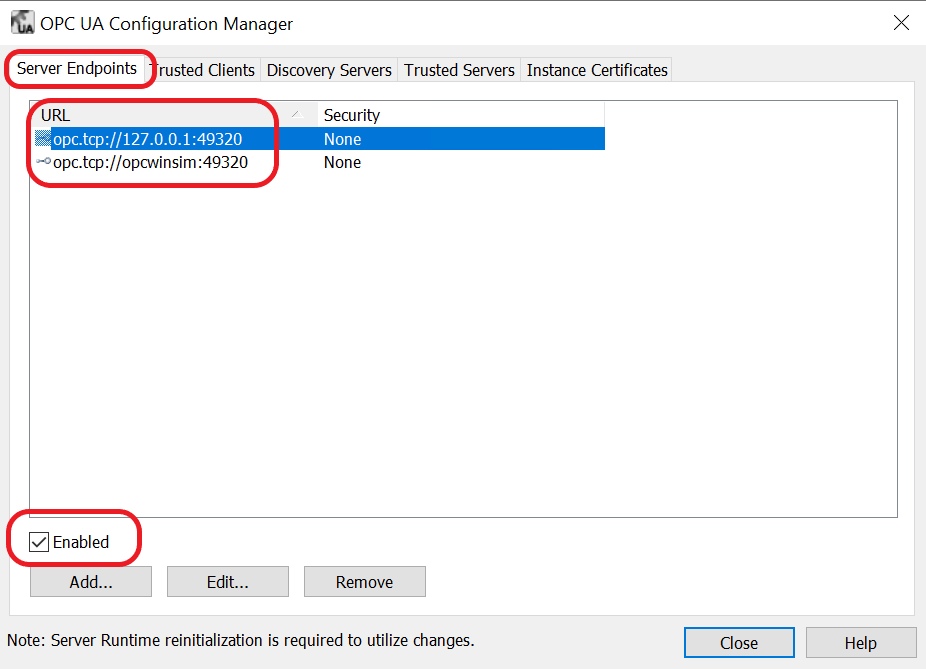 OPC UA Configuration Manager
Server Endpoints Trusted Clients Discovery Servers Trusted Servers Instance Certificates
URL Security
opc.tcp://127.0.0.1:49320 None
opc.tcp://opcwinsim:49320 None
Enabled
Add... Edit... Remove
Note: Server Runtime reinitialization is required to utilize changes.
Close Help